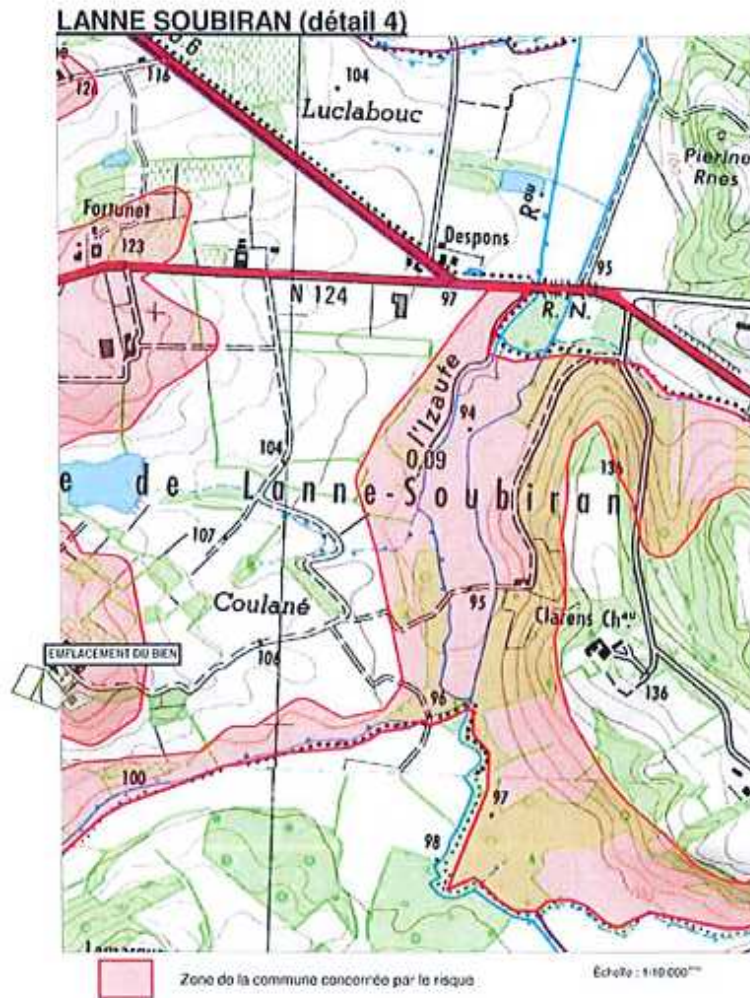 LANNE SOUBIRAN (détail 4)
116
104
Luclabouc
Pierino
Rnes
Fortunet
123
Despons
Rau
95
N 124
97
R. N.
l'Izaute
94
0,09
104
136
e de Lanne-Soubiran
107
95
Coulané
Clarens Chau
EMPLACEMENT DU BIEN
106
96
136
100
97
98
Zone de la commune concernée par le risque
Échelle : 1/10 000ème